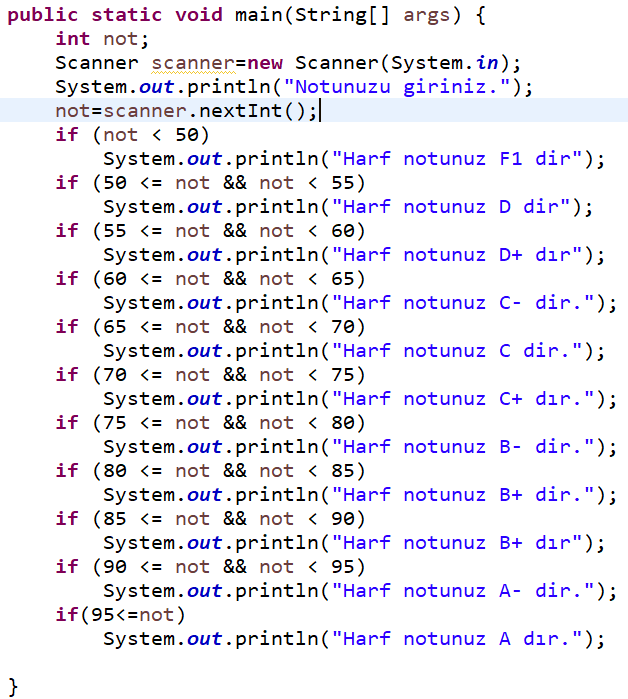 public static void main(String[] args) {
    int not;
    Scanner scanner=new Scanner(System.in);
    System.out.println("Notunuzu giriniz.");
    not=scanner.nextInt();
    if (not < 50)
        System.out.println("Harf notunuz F1 dir");
    if (50 <= not && not < 55)
        System.out.println("Harf notunuz D dir");
    if (55 <= not && not < 60)
        System.out.println("Harf notunuz D+ dır");
    if (60 <= not && not < 65)
        System.out.println("Harf notunuz C- dir.");
    if (65 <= not && not < 70)
        System.out.println("Harf notunuz C dir.");
    if (70 <= not && not < 75)
        System.out.println("Harf notunuz C+ dır.");
    if (75 <= not && not < 80)
        System.out.println("Harf notunuz B- dir.");
    if (80 <= not && not < 85)
        System.out.println("Harf notunuz B+ dir.");
    if (85 <= not && not < 90)
        System.out.println("Harf notunuz B+ dır");
    if (90 <= not && not < 95)
        System.out.println("Harf notunuz A- dir.");
    if(95<=not)
        System.out.println("Harf notunuz A dır.");
}